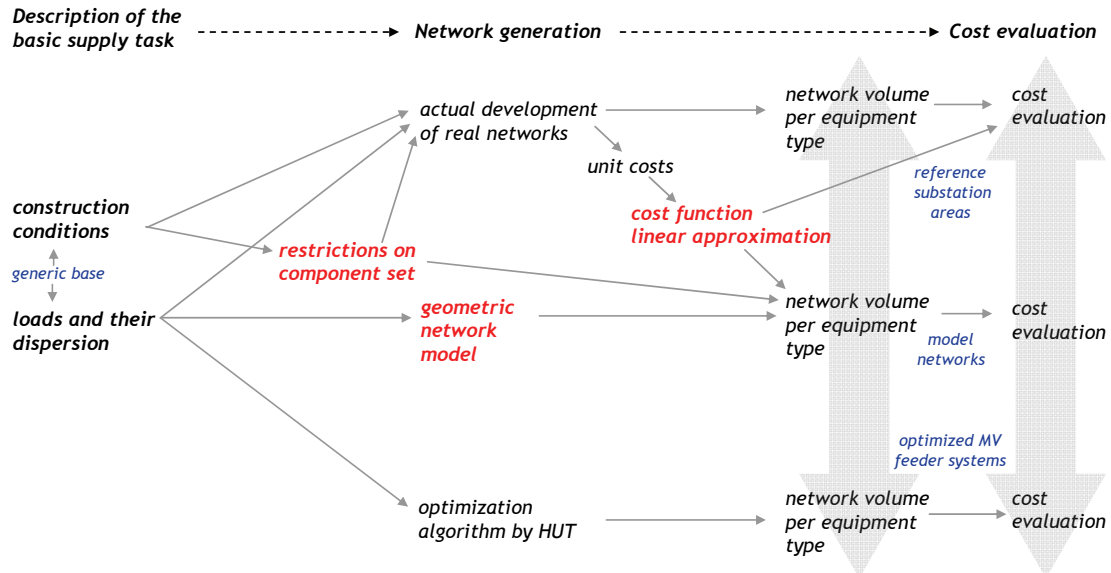 Description of the
basic supply task
Network generation
Cost evaluation
actual development
of real networks
network volume
per equipment
type
cost
evaluation
unit costs
reference
substation
areas
construction
conditions
cost function
linear approximation
restrictions on
component set
generic base
loads and their
dispersion
geometric
network
model
network volume
per equipment
type
cost
evaluation
model
networks
optimized MV
feeder systems
optimization
algorithm by HUT
network volume
per equipment
type
cost
evaluation